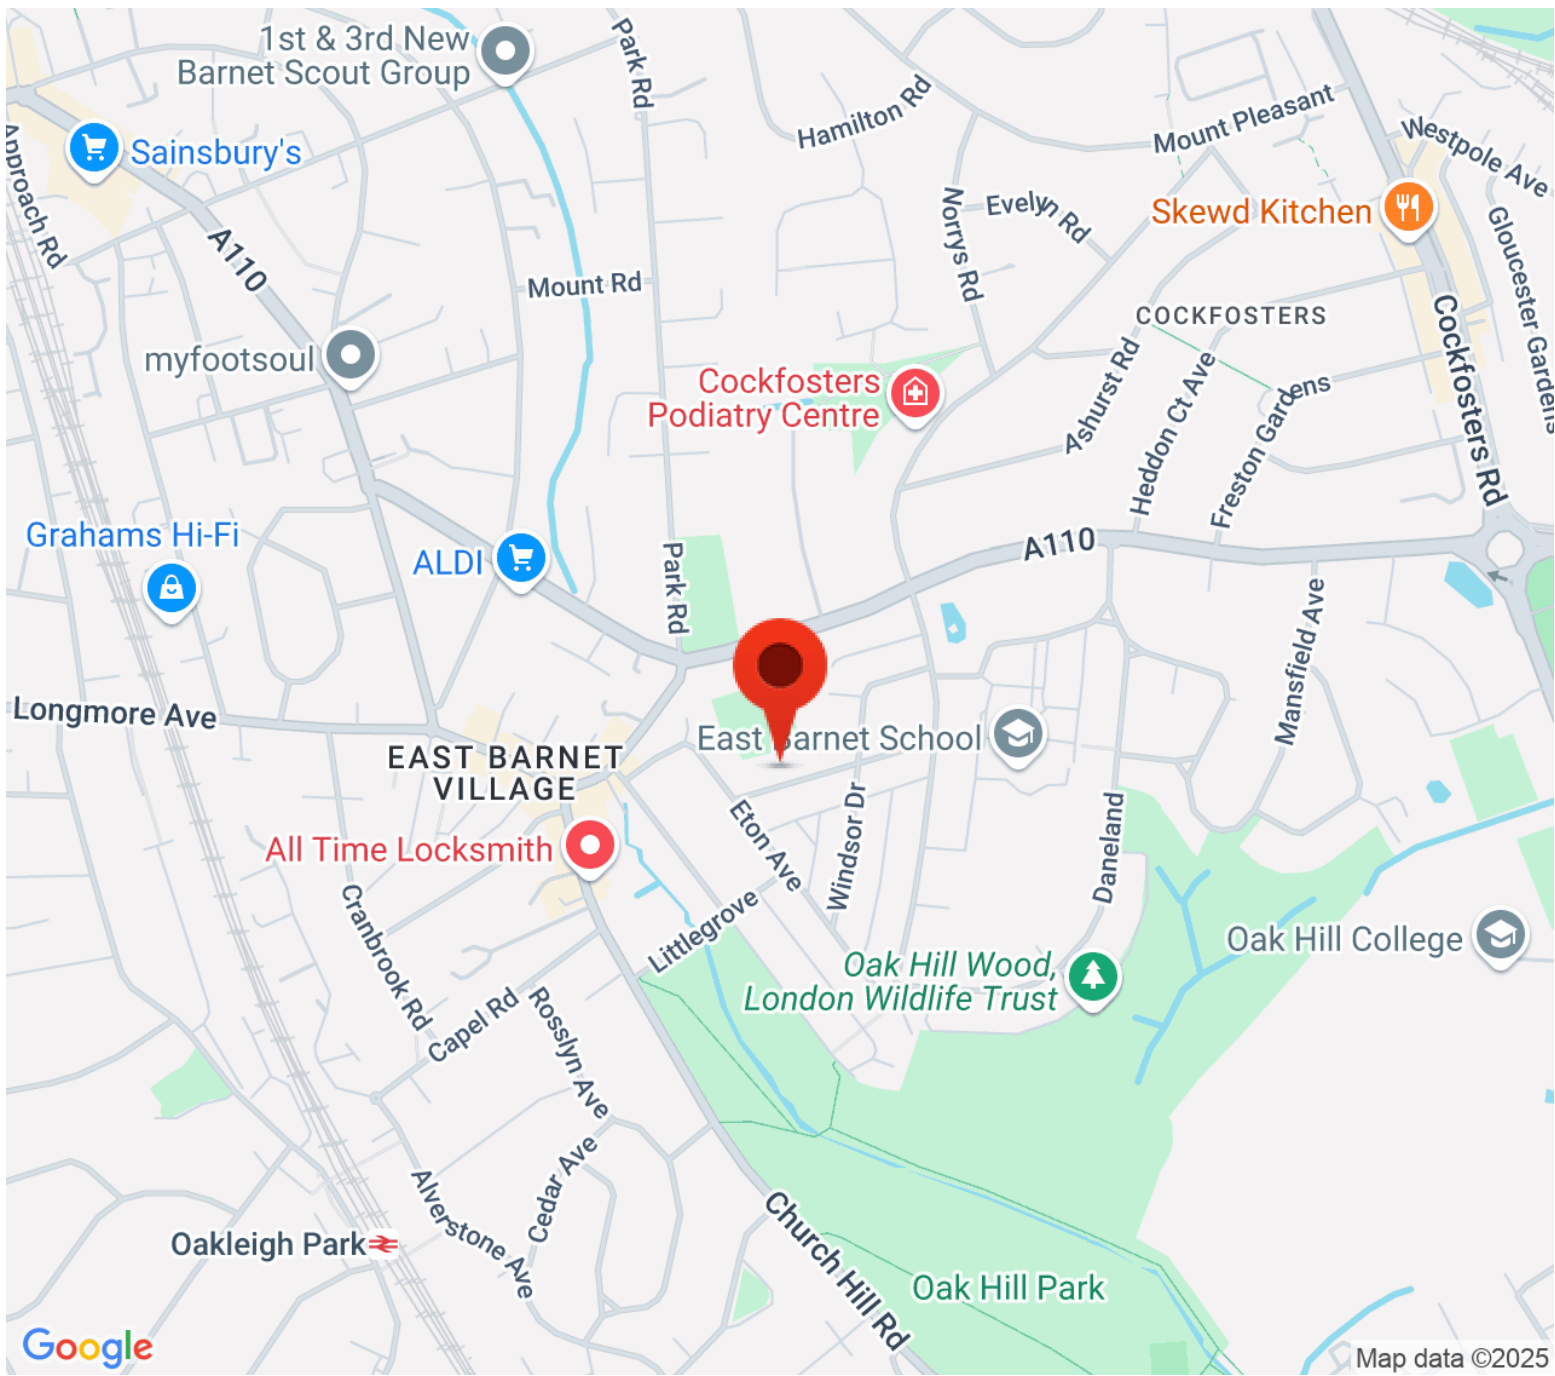 1st & 3rd New
Barnet Scout Group
Park Rd
Hamilton Rd
Mount Pleasant
Westpole Ave
Sainsbury's
Approach Rd
A110
Mount Rd
Norrys Rd
Evelyn Rd
Skewd Kitchen
Gloucester Gardens
COCKFOSTERS
Cockfosters Rd
myfootsoul
Cockfosters
Podiatry Centre
Ashurst Rd
Heddon Ct Ave
Freston Gardens
Grahams Hi-Fi
ALDI
Park Rd
A110
Mansfield Ave
Longmore Ave
EAST BARNET
VILLAGE
East Barnet School
All Time Locksmith
Eton Ave
Windsor Dr
Daneland
Cranbrook Rd
Littlegrove
Oak Hill College
Oak Hill Wood,
London Wildlife Trust
Capel Rd
Rosslyn Ave
Cedar Ave
Alverstone Ave
Oakleigh Park
Church Hill Rd
Oak Hill Park
Google
Map data ©2025